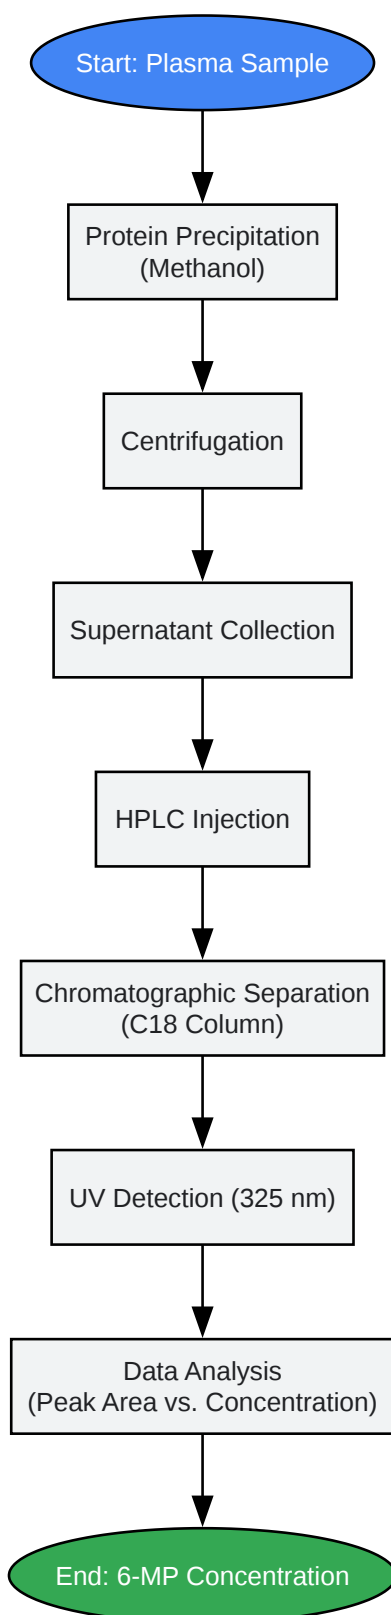 Start: Plasma Sample
Protein Precipitation
(Methanol)
Centrifugation
Supernatant Collection
HPLC Injection
Chromatographic Separation
(C18 Column)
UV Detection (325 nm)
Data Analysis
(Peak Area vs. Concentration)
End: 6-MP Concentration